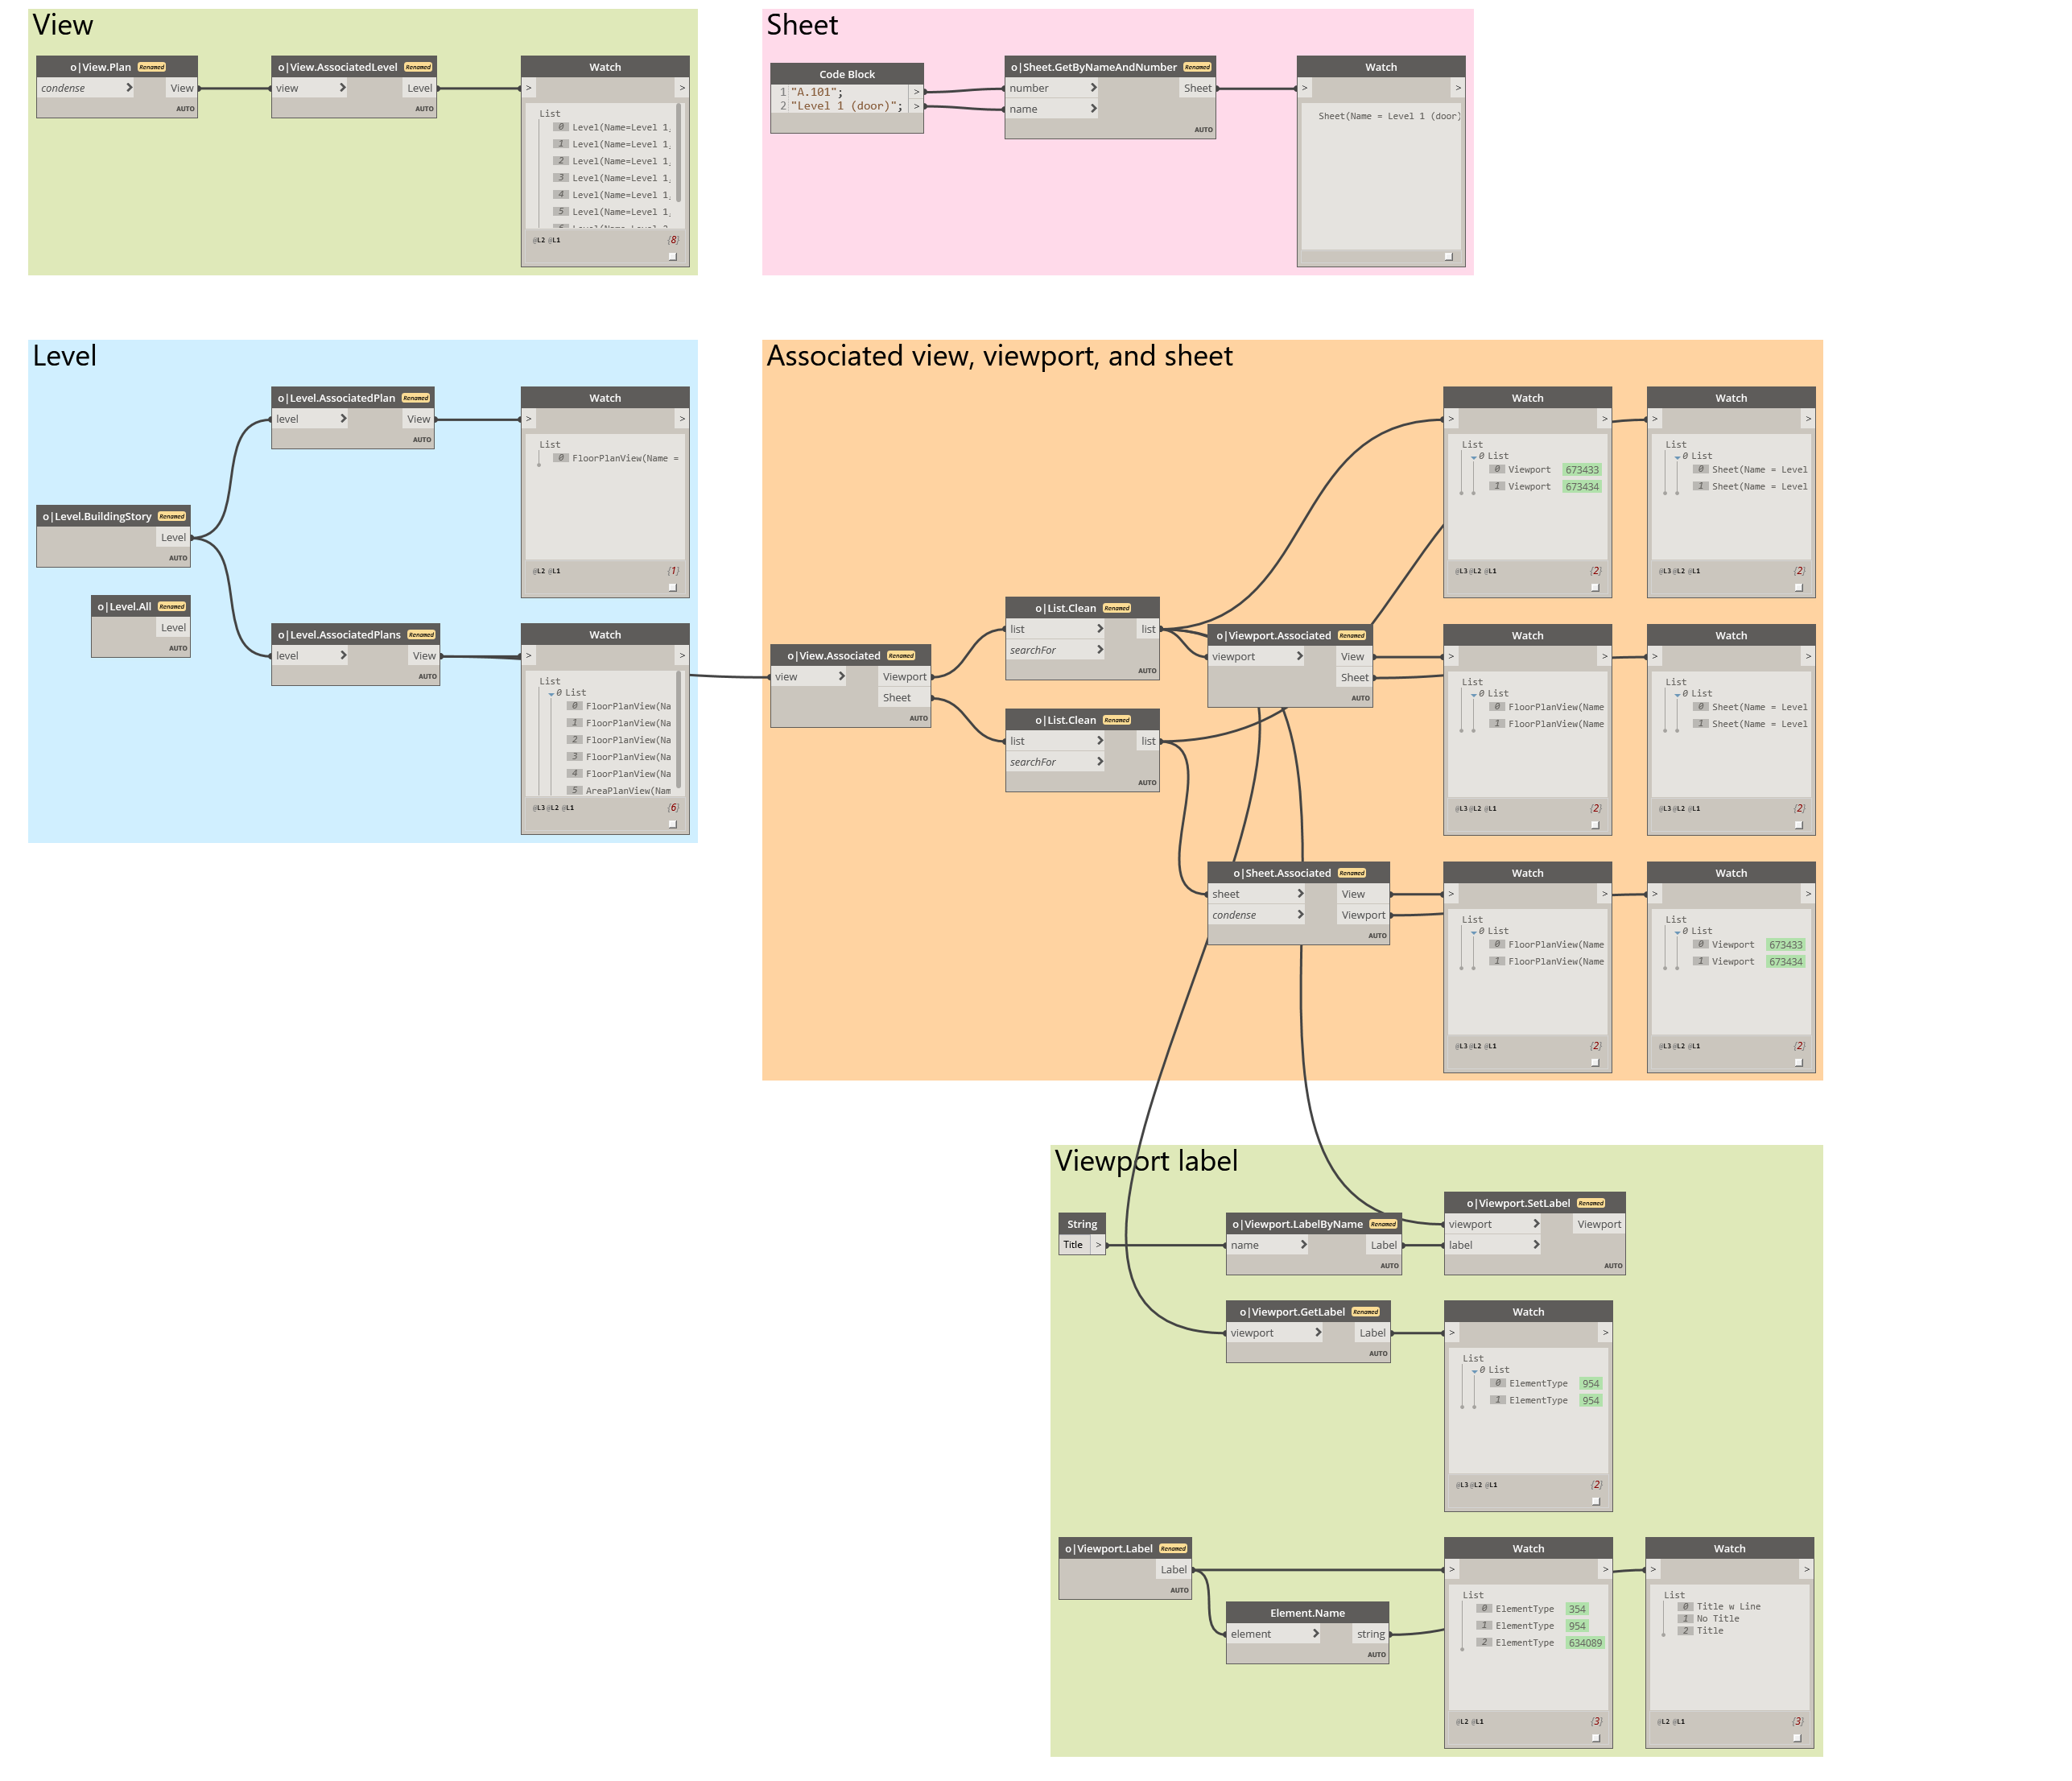 View
o|View.Plan Renamed
condense
View
AUTO
o|View.AssociatedLevel Renamed
view
Level
AUTO
Watch
>
>
List
0 Level(Name=Level 1,
1 Level(Name=Level 1,
2 Level(Name=Level 1,
3 Level(Name=Level 1,
4 Level(Name=Level 1,
5 Level(Name=Level 1,
@L2 @L1 {8}
Sheet
Code Block
1 "A.101"; >
2 "Level 1 (door)"; >
o|Sheet.GetByNameAndNumber Renamed
number
Sheet
name
AUTO
Watch
>
>
Sheet(Name = Level 1 (door)
Level
o|Level.AssociatedPlan Renamed
level
View
AUTO
Watch
>
>
List
0 FloorPlanView(Name =
@L2 @L1 {1}
o|Level.BuildingStory Renamed
Level
AUTO
o|Level.All Renamed
Level
AUTO
o|Level.AssociatedPlans Renamed
level
View
AUTO
Watch
>
>
List
0 List
0 FloorPlanView(Na
1 FloorPlanView(Na
2 FloorPlanView(Na
3 FloorPlanView(Na
4 FloorPlanView(Na
5 AreaPlanView(Nam
@L3 @L2 @L1 {6}
Associated view, viewport, and sheet
Watch
>
>
List
0 List
0 Viewport 673433
1 Viewport 673434
@L3 @L2 @L1 {2}
Watch
>
>
List
0 List
0 Sheet(Name = Level
1 Sheet(Name = Level
@L3 @L2 @L1 {2}
o|View.Associated Renamed
view
Viewport
Sheet
AUTO
o|List.Clean Renamed
list
list
searchFor
AUTO
o|List.Clean Renamed
list
list
searchFor
AUTO
o|Viewport.Associated Renamed
viewport
View
Sheet
AUTO
Watch
>
>
List
0 List
0 FloorPlanView(Name
1 FloorPlanView(Name
@L3 @L2 @L1 {2}
Watch
>
>
List
0 List
0 Sheet(Name = Level
1 Sheet(Name = Level
@L3 @L2 @L1 {2}
o|Sheet.Associated Renamed
sheet
View
condense
Viewport
AUTO
Watch
>
>
List
0 List
0 FloorPlanView(Name
1 FloorPlanView(Name
@L3 @L2 @L1 {2}
Watch
>
>
List
0 List
0 Viewport 673433
1 Viewport 673434
@L3 @L2 @L1 {2}
Viewport label
String
Title >
o|Viewport.LabelByName Renamed
name
Label
AUTO
o|Viewport.SetLabel Renamed
viewport
Viewport
label
AUTO
o|Viewport.GetLabel Renamed
viewport
Label
AUTO
Watch
>
>
List
0 List
0 ElementType 954
1 ElementType 954
@L3 @L2 @L1 {2}
o|Viewport.Label Renamed
Label
AUTO
Element.Name
element
string
AUTO
Watch
>
>
List
0 ElementType 354
1 ElementType 954
2 ElementType 634089
@L2 @L1 {3}
Watch
>
>
List
0 Title w Line
1 No Title
2 Title
@L2 @L1 {3}